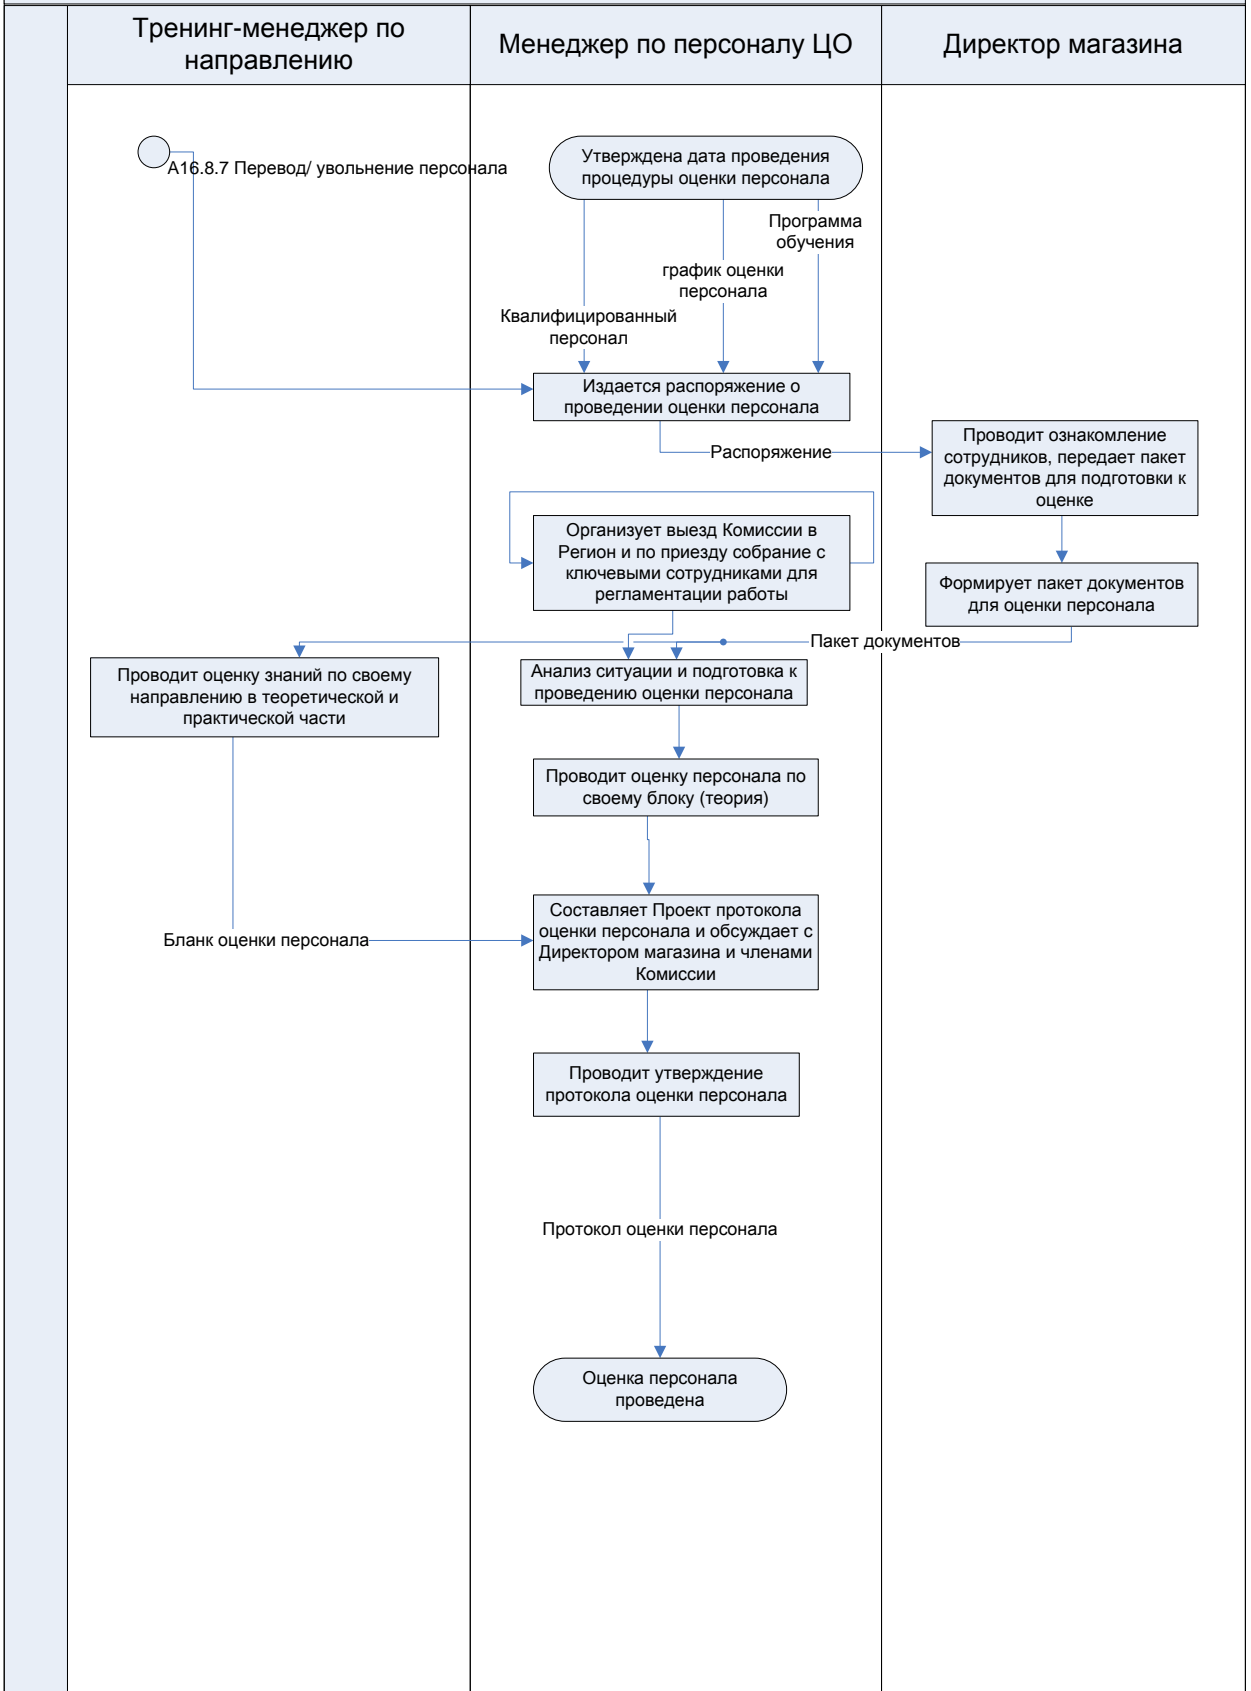 Тренинг-менеджер по
направлению
Менеджер по персоналу ЦО
Директор магазина
А16.8.7 Перевод/ увольнение персонала
Утверждена дата проведения
процедуры оценки персонала
Программа
обучения
график оценки
персонала
Квалифицированный
персонал
Издается распоряжение о
проведении оценки персонала
Распоряжение
Проводит ознакомление
сотрудников, передает пакет
документов для подготовки к
оценке
Организует выезд Комиссии в
Регион и по приезду собрание с
ключевыми сотрудниками для
регламентации работы
Формирует пакет документов
для оценки персонала
Пакет документов
Проводит оценку знаний по своему
направлению в теоретической и
практической части
Анализ ситуации и подготовка к
проведению оценки персонала
Проводит оценку персонала по
своему блоку (теория)
Составляет Проект протокола
оценки персонала и обсуждает с
Директором магазина и членами
Комиссии
Бланк оценки персонала
Проводит утверждение
протокола оценки персонала
Протокол оценки персонала
Оценка персонала
проведена